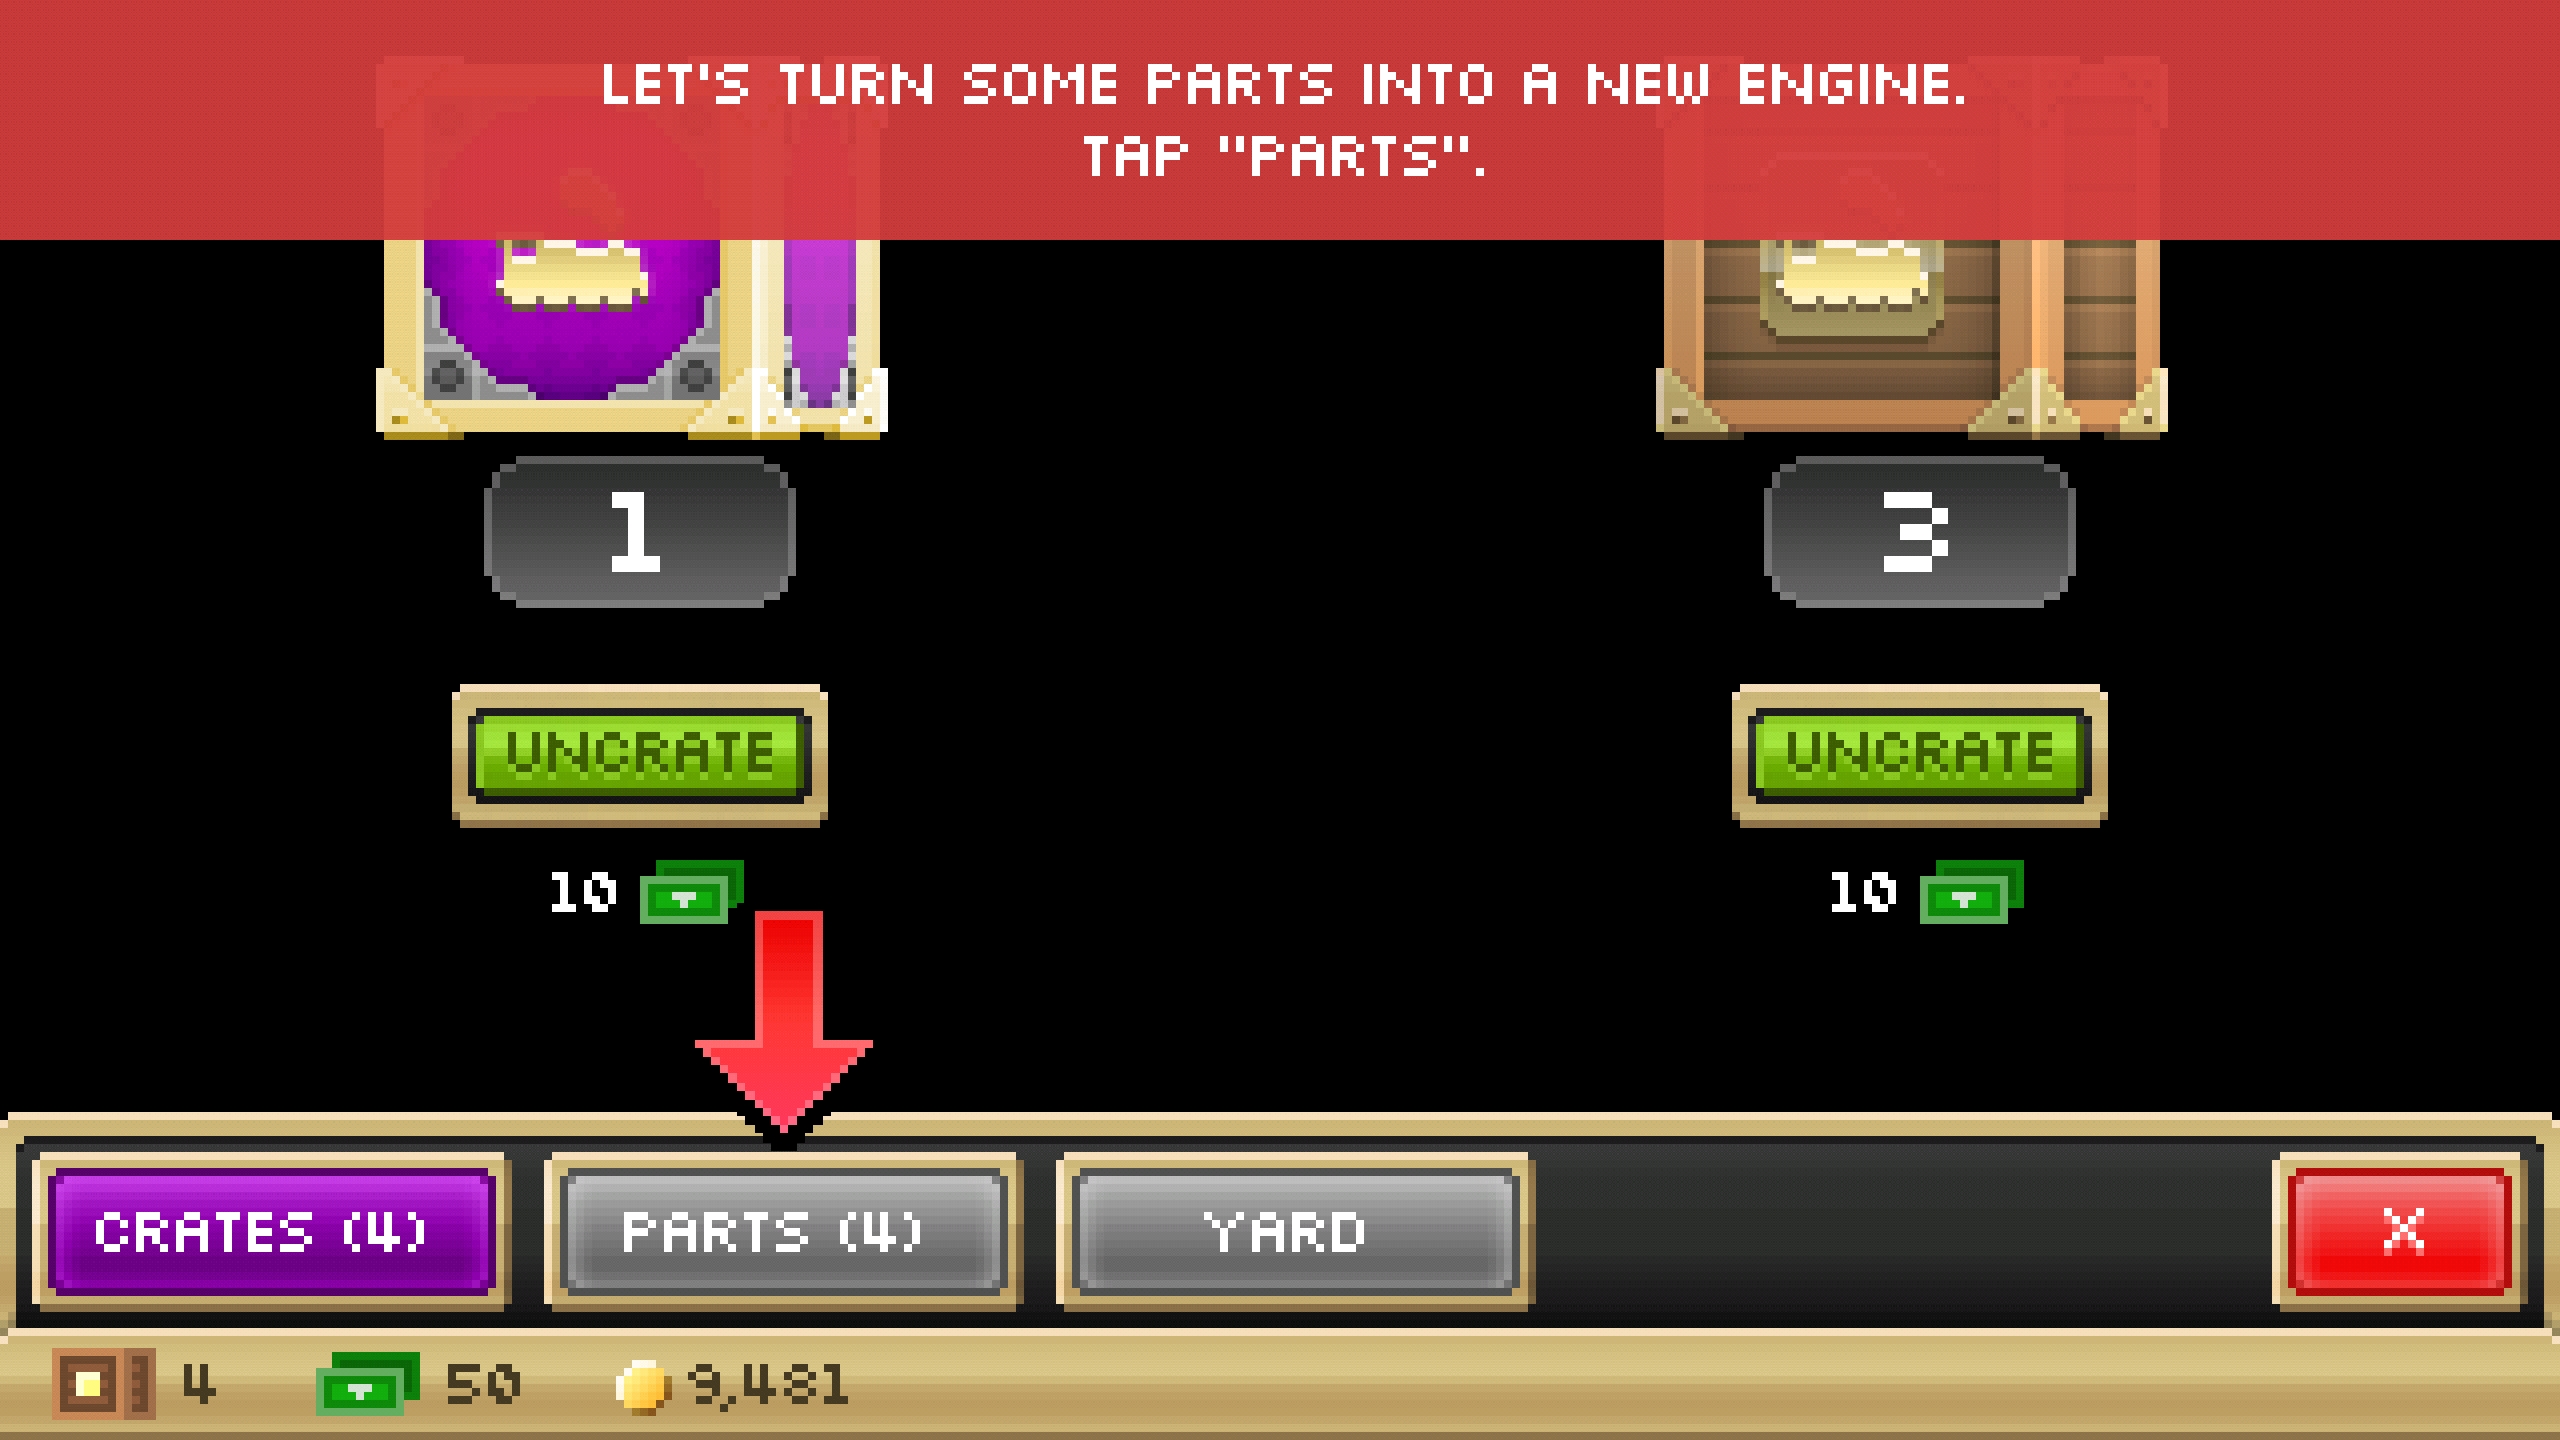 LET'S TURN SOME PARTS INTO A NEW ENGINE.
TAP "PARTS".
1
3
UNCRATE
UNCRATE
10
10
CRATES (4)
PARTS (4)
YARD
X
4
50
9,481